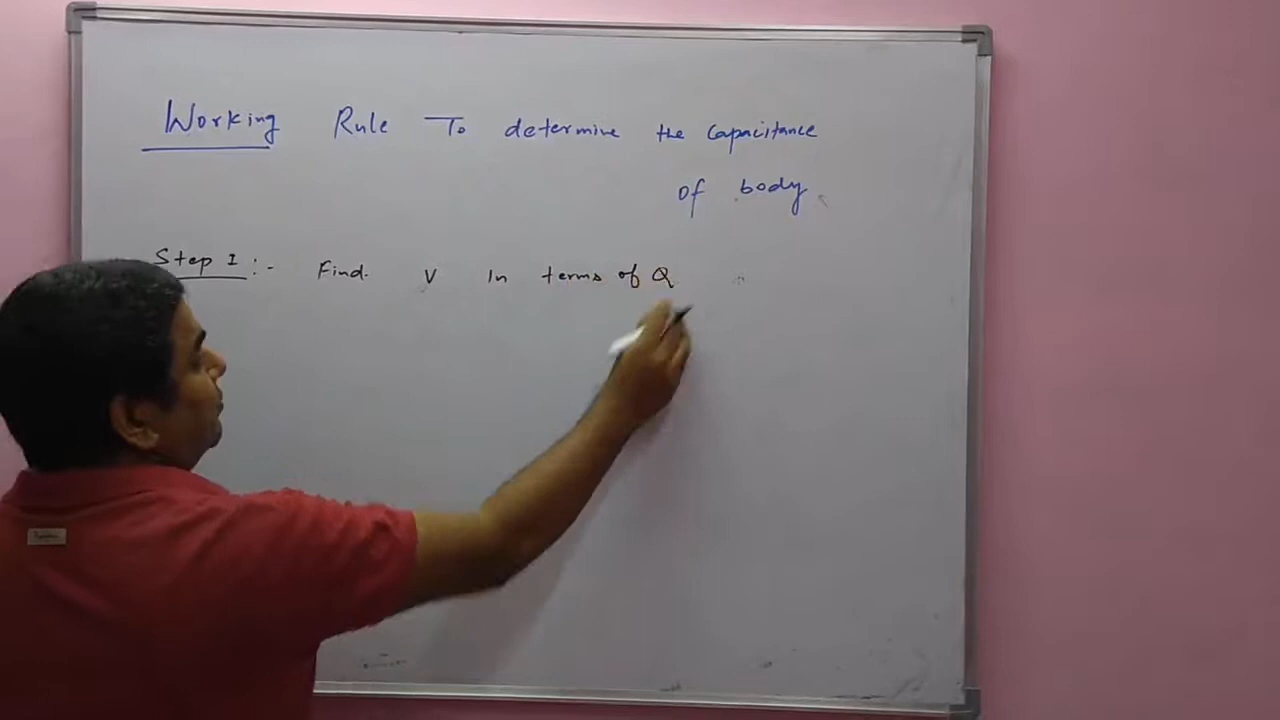 Working Rule To determine the Capacitance
of body
Step I :- Find V In terms of Q